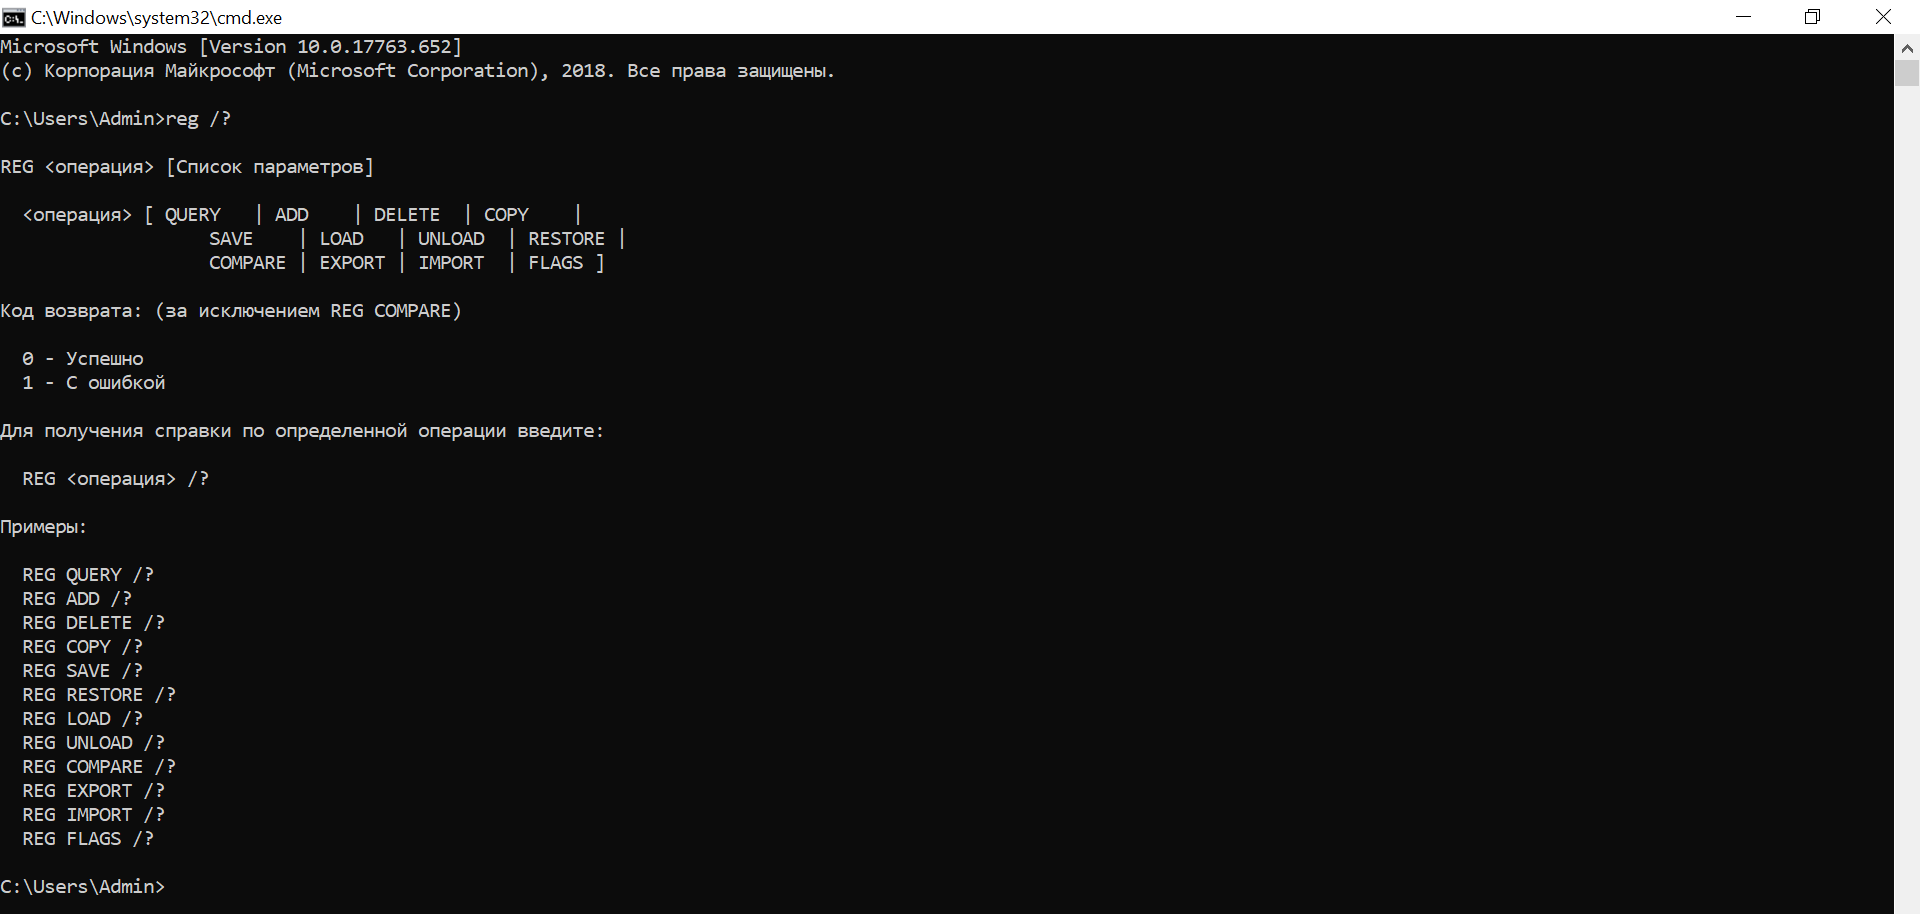 C:\Windows\system32\cmd.exe
Microsoft Windows [Version 10.0.17763.652]
(c) Корпорация Майкрософт (Microsoft Corporation), 2018. Все права защищены.
C:\Users\Admin>reg /?
REG <операция> [Список параметров]
<операция> [ QUERY | ADD | DELETE | COPY |
SAVE | LOAD | UNLOAD | RESTORE |
COMPARE | EXPORT | IMPORT | FLAGS ]
Код возврата: (за исключением REG COMPARE)
0 - Успешно
1 - С ошибкой
Для получения справки по определенной операции введите:
REG <операция> /?
Примеры:
REG QUERY /?
REG ADD /?
REG DELETE /?
REG COPY /?
REG SAVE /?
REG RESTORE /?
REG LOAD /?
REG UNLOAD /?
REG COMPARE /?
REG EXPORT /?
REG IMPORT /?
REG FLAGS /?
C:\Users\Admin>